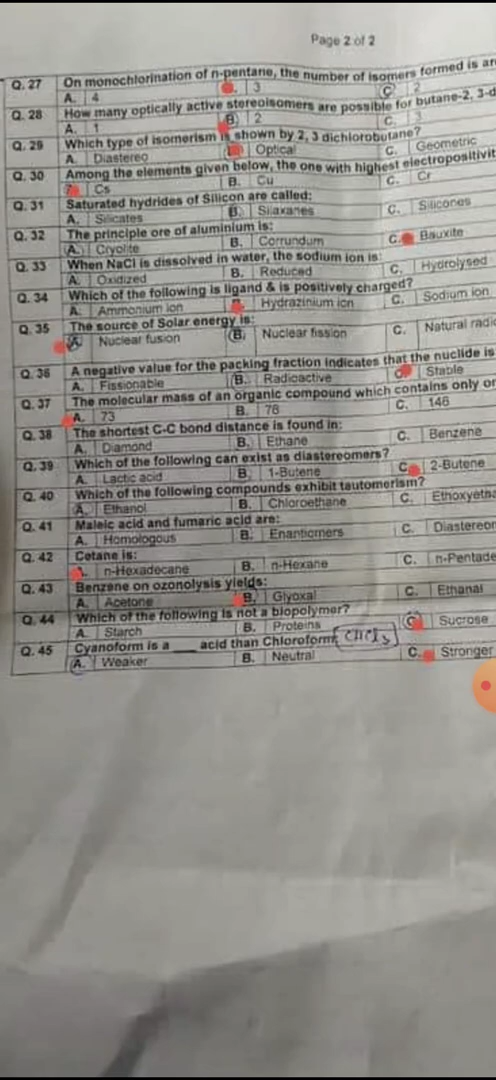 Page 2 of 2
Q. 27 On monochlorination of n-pentane, the number of isomers formed is are
A. 4 3 C 2
Q. 28 How many optically active stereoisomers are possible for butane-2, 3-d
A. 1 B) 2 C. 3
Q. 29 Which type of isomerism is shown by 2, 3 dichlorobutane?
A. Diastereo Optical C. Geometric
Q. 30 Among the elements given below, the one with highest electropositivit
Cs B. Cu C. Cr
Q. 31 Saturated hydrides of Silicon are called:
A. Silicates B. Silaxanes C. Silicones
Q. 32 The principle ore of aluminium is:
A. Cryolite B. Corrundum C. Bauxite
Q. 33 When NaCl is dissolved in water, the sodium ion is:
A. Oxidized B. Reduced C. Hydrolysed
Q. 34 Which of the following is ligand & is positively charged?
A. Ammonium ion Hydrazinium ion C. Sodium ion
Q. 35 The source of Solar energy is:
A. Nuclear fusion (B. Nuclear fission C. Natural radio
Q. 36 A negative value for the packing fraction indicates that the nuclide is
A. Fissionable (B. Radioactive C. Stable
Q. 37 The molecular mass of an organic compound which contains only on
A. 73 B. 76 C. 146
Q. 38 The shortest C-C bond distance is found in:
A. Diamond B. Ethane C. Benzene
Q. 39 Which of the following can exist as diastereomers?
A. Lactic acid B. 1-Butene C. 2-Butene
Q. 40 Which of the following compounds exhibit tautomerism?
A. Ethanol B. Chloroethane C. Ethoxyetha
Q. 41 Maleic acid and fumaric acid are:
A. Homologous B. Enantiomers C. Diastereom
Q. 42 Cetane is:
n-Hexadecane B. n-Hexane C. n-Pentade
Q. 43 Benzene on ozonolysis yields:
A. Acetone B. Glyoxal C. Ethanal
Q. 44 Which of the following is not a biopolymer?
A. Starch B. Proteins C Sucrose
Q. 45 Cyanoform is a ___ acid than Chloroform CHCl3
(A. Weaker B. Neutral C. Stronger